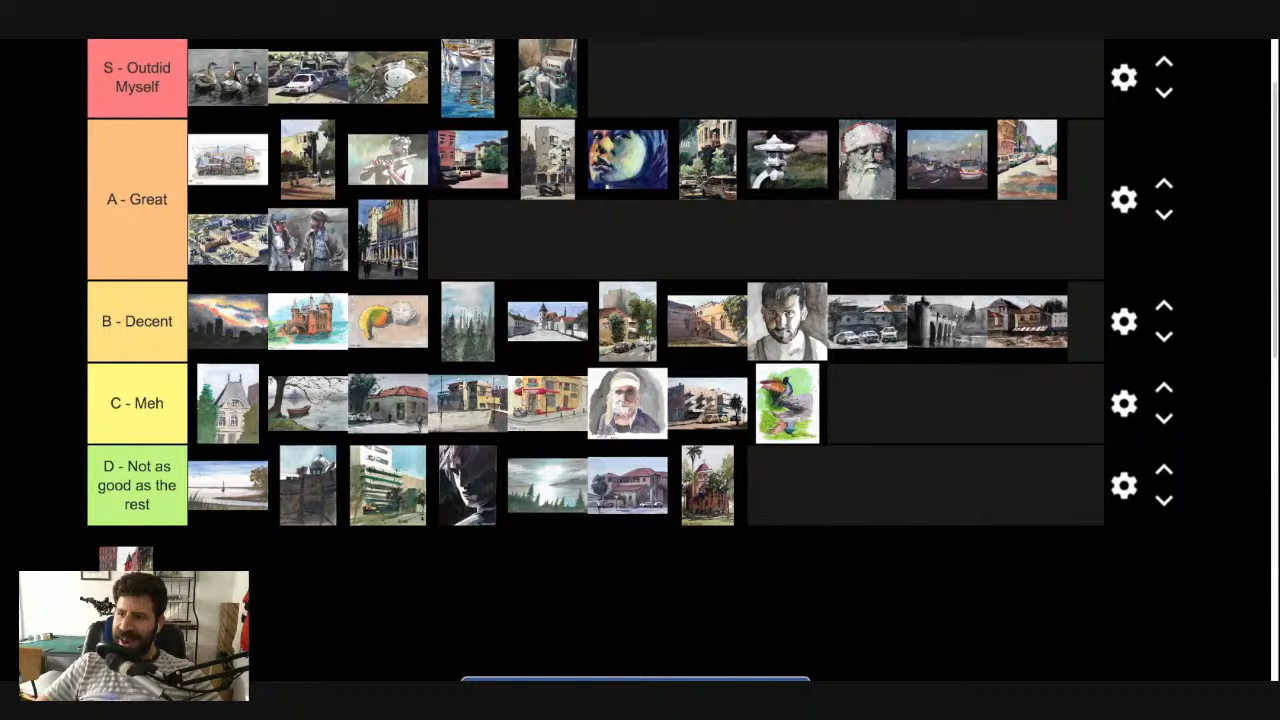 S - Outdid
Myself
A - Great
B - Decent
C - Meh
D - Not as
good as the
rest